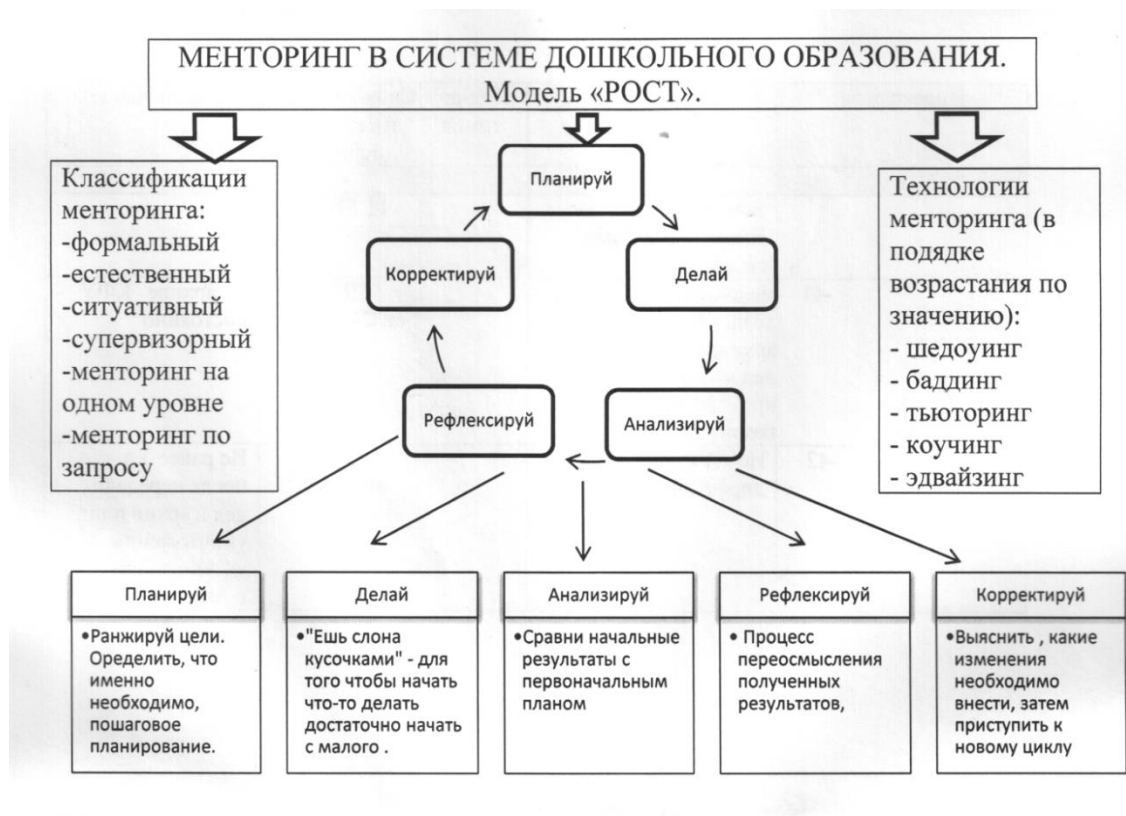 МЕНТОРИНГ В СИСТЕМЕ ДОШКОЛЬНОГО ОБРАЗОВАНИЯ.
Модель «РОСТ».
Классификации
менторинга:
-формальный
-естественный
-ситуативный
-супервизорный
-менторинг на
одном уровне
-менторинг по
запросу
Планируй
Делай
Анализируй
Рефлексируй
Корректируй
Технологии
менторинга (в
подядке
возрастания по
значению):
- шедоуинг
- баддинг
- тьюторинг
- коучинг
- эдвайзинг
Планируй
•Ранжируй цели.
Оределить, что
именно
необходимо,
пошаговое
планирование.
Делай
•"Ешь слона
кусочками" - для
того чтобы начать
что-то делать
достаточно начать
с малого .
Анализируй
•Сравни начальные
результаты с
первоначальным
планом
Рефлексируй
• Процесс
переосмысления
полученных
результатов,
Корректируй
•Выяснить , какие
изменения
необходимо
внести, затем
приступить к
новому циклу